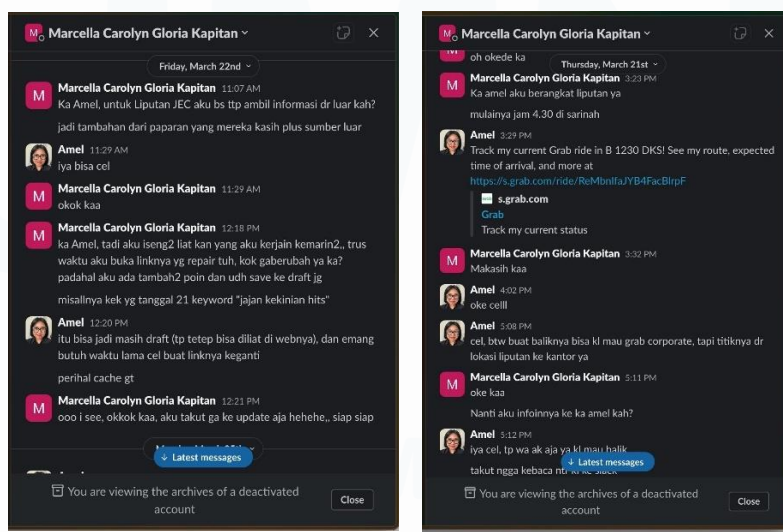 Marcella Carolyn Gloria Kapitan
Friday, March 22nd
Marcella Carolyn Gloria Kapitan 11:07 AM
Ka Amel, untuk Liputan JEC aku bs ttp ambil informasi dr luar kah?
jadi tambahan dari paparan yang mereka kasih plus sumber luar
Amel 11:29 AM
iya bisa cel
Marcella Carolyn Gloria Kapitan 11:29 AM
okok kaa
Marcella Carolyn Gloria Kapitan 12:18 PM
ka Amel, tadi aku iseng2 liat kan yang aku kerjain kemarin2,, trus
waktu aku buka linknya yg repair tuh, kok gaberubah ya ka?
padahal aku ada tambah2 poin dan udh save ke draft jg
misallnya kek yg tanggal 21 keyword "jajan kekinian hits"
Amel 12:20 PM
itu bisa jadi masih draft (tp tetep bisa diliat di webnya), dan emang
butuh waktu lama cel buat linknya keganti
perihal cache gt
Marcella Carolyn Gloria Kapitan 12:21 PM
ooo i see, okkok kaa, aku takut ga ke update aja hehehe,, siap siap
Latest messages
You are viewing the archives of a deactivated
account
Close
Marcella Carolyn Gloria Kapitan
oh okede ka
Thursday, March 21st
Marcella Carolyn Gloria Kapitan 3:23 PM
Ka amel aku berangkat liputan ya
mulainya jam 4.30 di sarinah
Amel 3:29 PM
Track my current Grab ride in B 1230 DKS! See my route, expected
time of arrival, and more at
https://s.grab.com/ride/ReMbnIfaJYB4FacBIrpF
s.grab.com
Grab
Track my current status
Marcella Carolyn Gloria Kapitan 3:32 PM
Makasih kaa
Amel 4:02 PM
oke celll
Amel 5:08 PM
cel, btw buat baliknya bisa kl mau grab corporate, tapi titiknya dr
lokasi liputan ke kantor ya
Marcella Carolyn Gloria Kapitan 5:11 PM
oke kaa
Nanti aku infoinnya ke ka amel kah?
Amel 5:12 PM
iya cel, tp wa ak aja ya kl mau balik
takut ngga kebaca
Latest messages
You are viewing the archives of a deactivated
account
Close